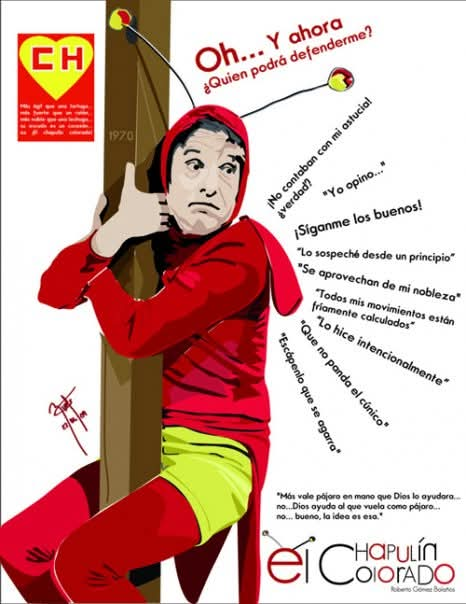 CH
Más ágil que una tortuga...
más fuerte que un ratón,
más noble que una lechuga...
su escudo es un corazón...
es ¡El chapulín colorado!
1970
Oh... Y ahora
¿Quien podrá defenderme?
¡No contaban con mi astucia!
¿verdad?
"Yo opino..."
¡Síganme los buenos!
"Lo sospeché desde un principio"
"Se aprovechan de mi nobleza"
"Todos mis movimientos están
fríamente calculados"
"Lo hice intencionalmente"
"Que no panda el cúnico"
"Escápenlo que se agarra"
"Más vale pájaro en mano que Dios lo ayudara...
no...Dios ayuda al que vuela como pájaro...
no... bueno, la idea es esa."
el CHAPULíN
COlORADO
Roberto Gómez Bolaños